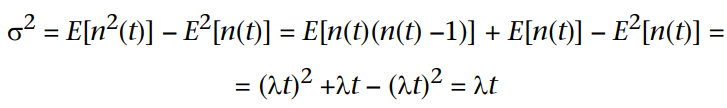 σ² = E[n²(t)] − E²[n(t)] = E[n(t)(n(t) −1)] + E[n(t)] − E²[n(t)] =
= (λt)² +λt − (λt)² = λt